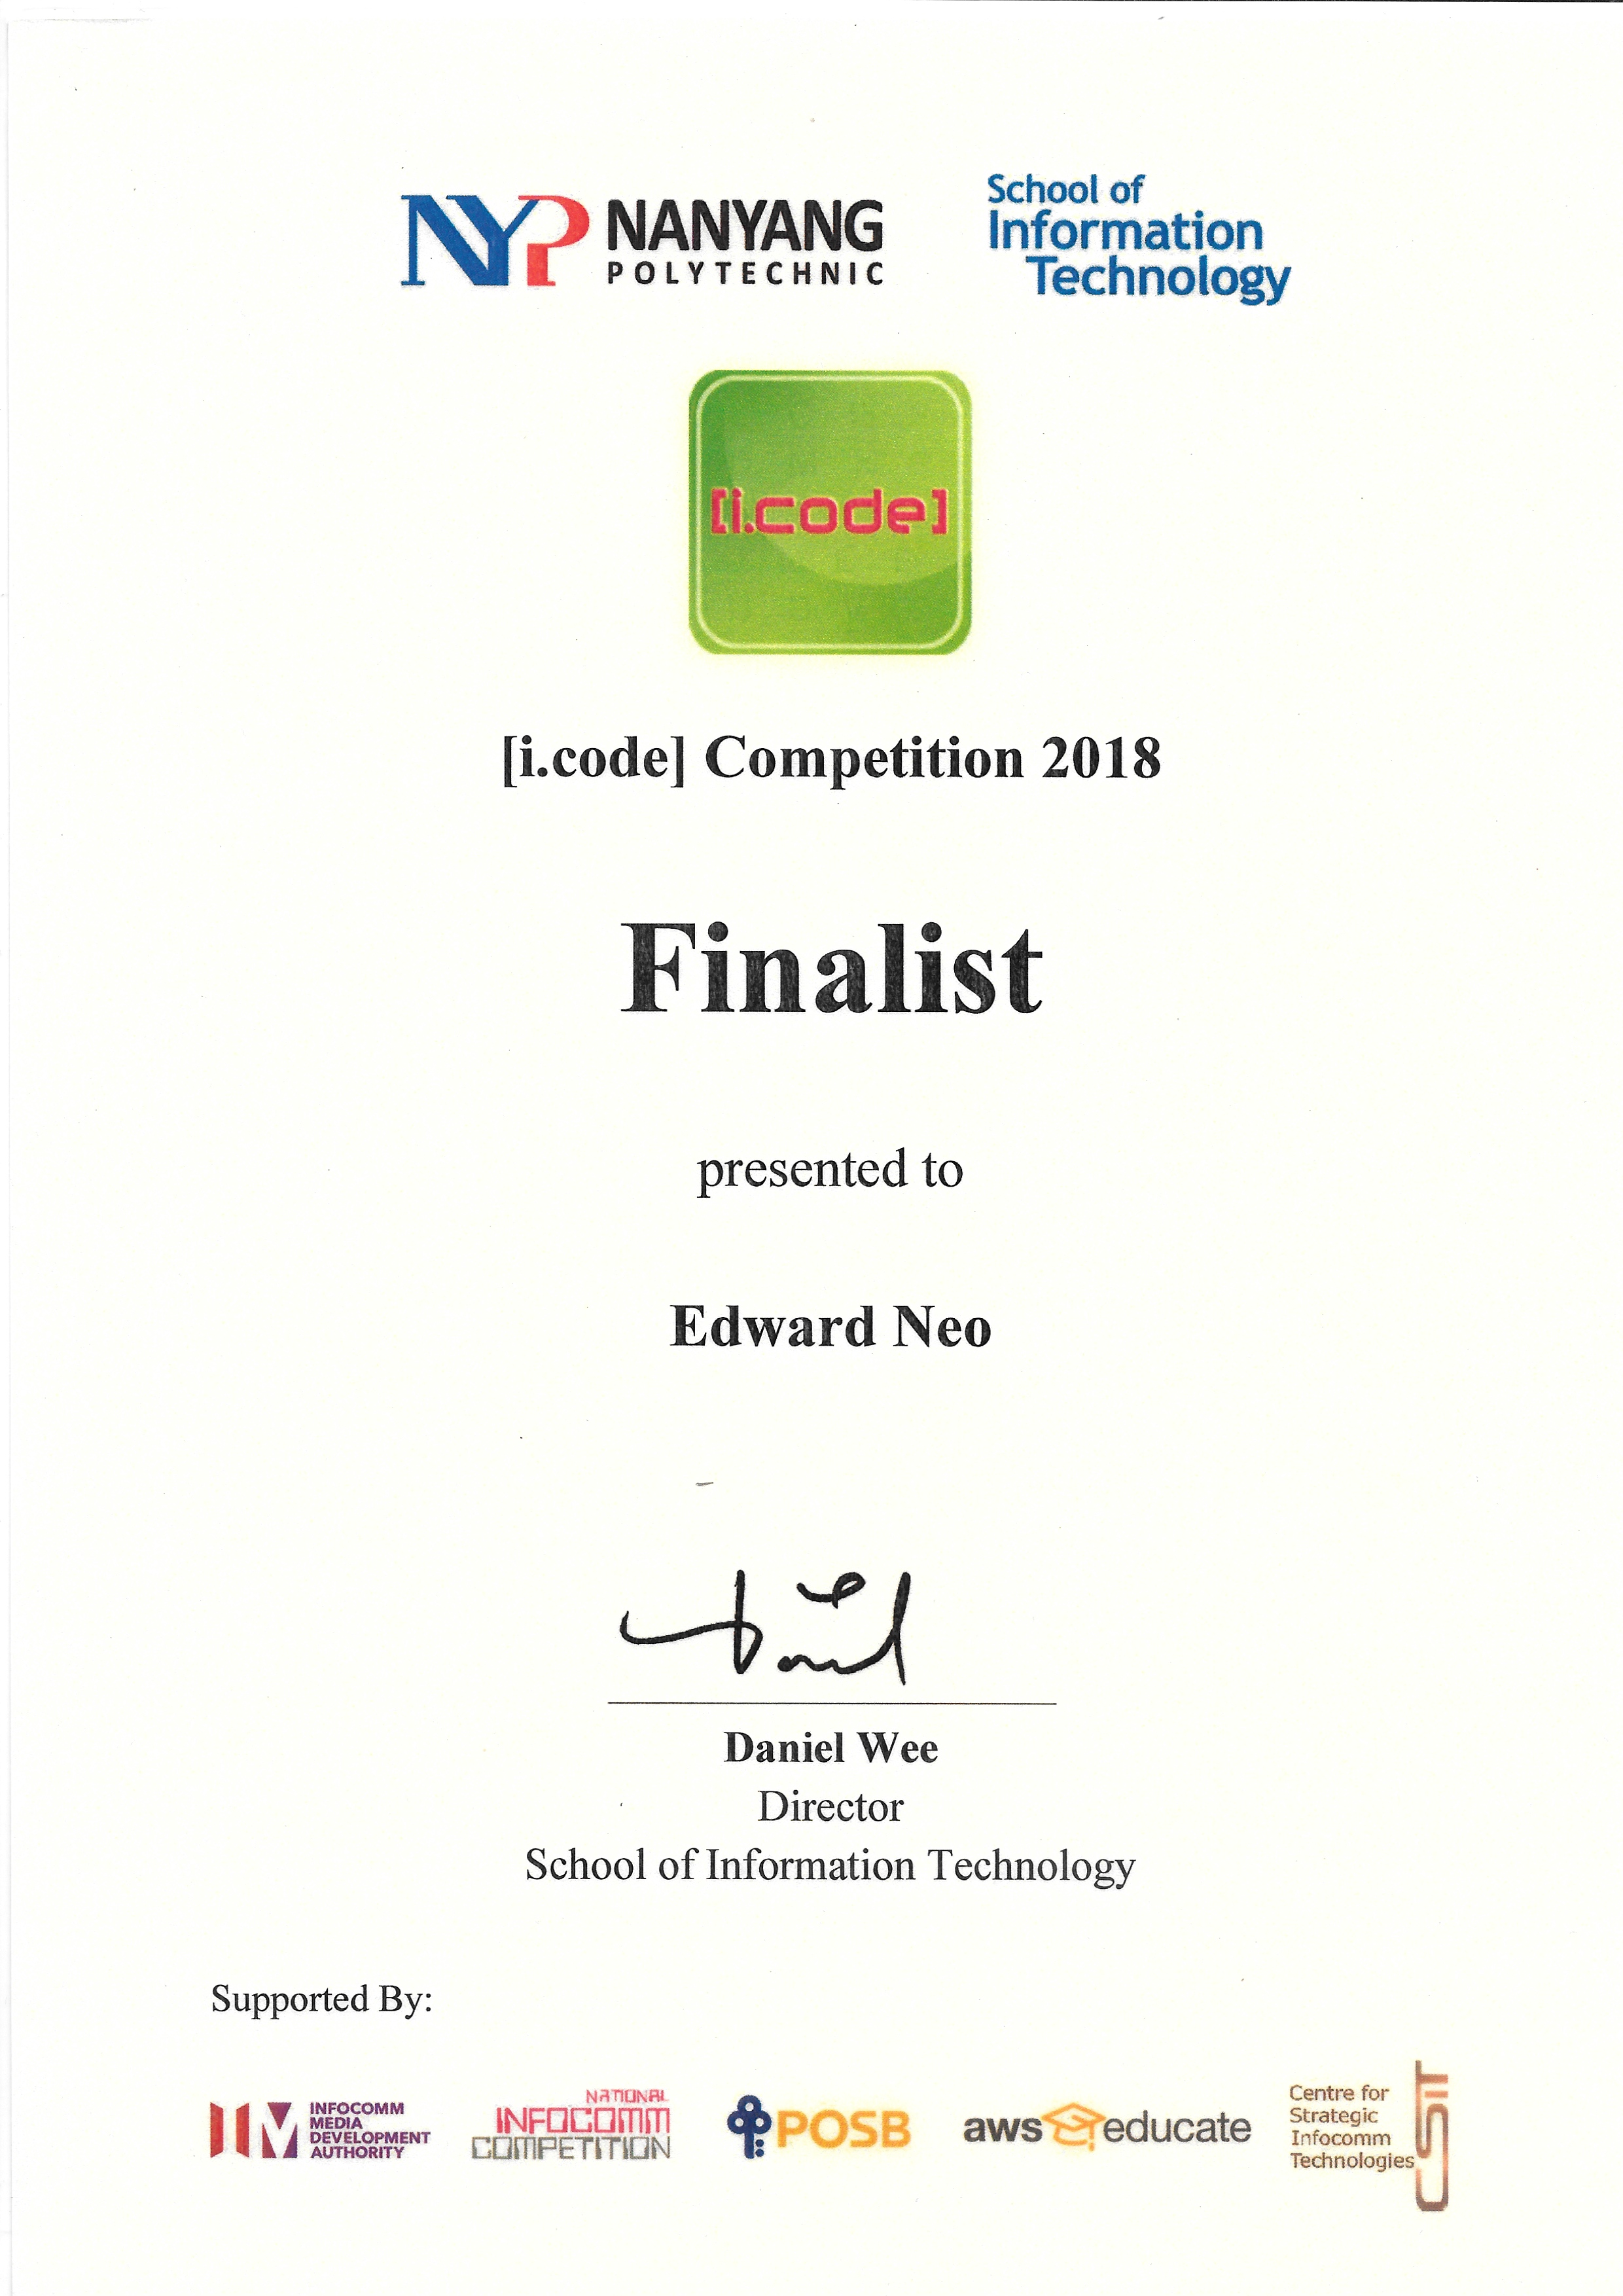 NYP NANYANG
POLYTECHNIC
School of
Information
Technology
[i.code]
[i.code] Competition 2018
Finalist
presented to
Edward Neo
Daniel Wee
Director
School of Information Technology
Supported By:
INFOCOMM
MEDIA
DEVELOPMENT
AUTHORITY
NATIONAL
INFOCOMM
COMPETITION
POSB
aws educate
Centre for
Strategic
Infocomm
Technologies
CSIT